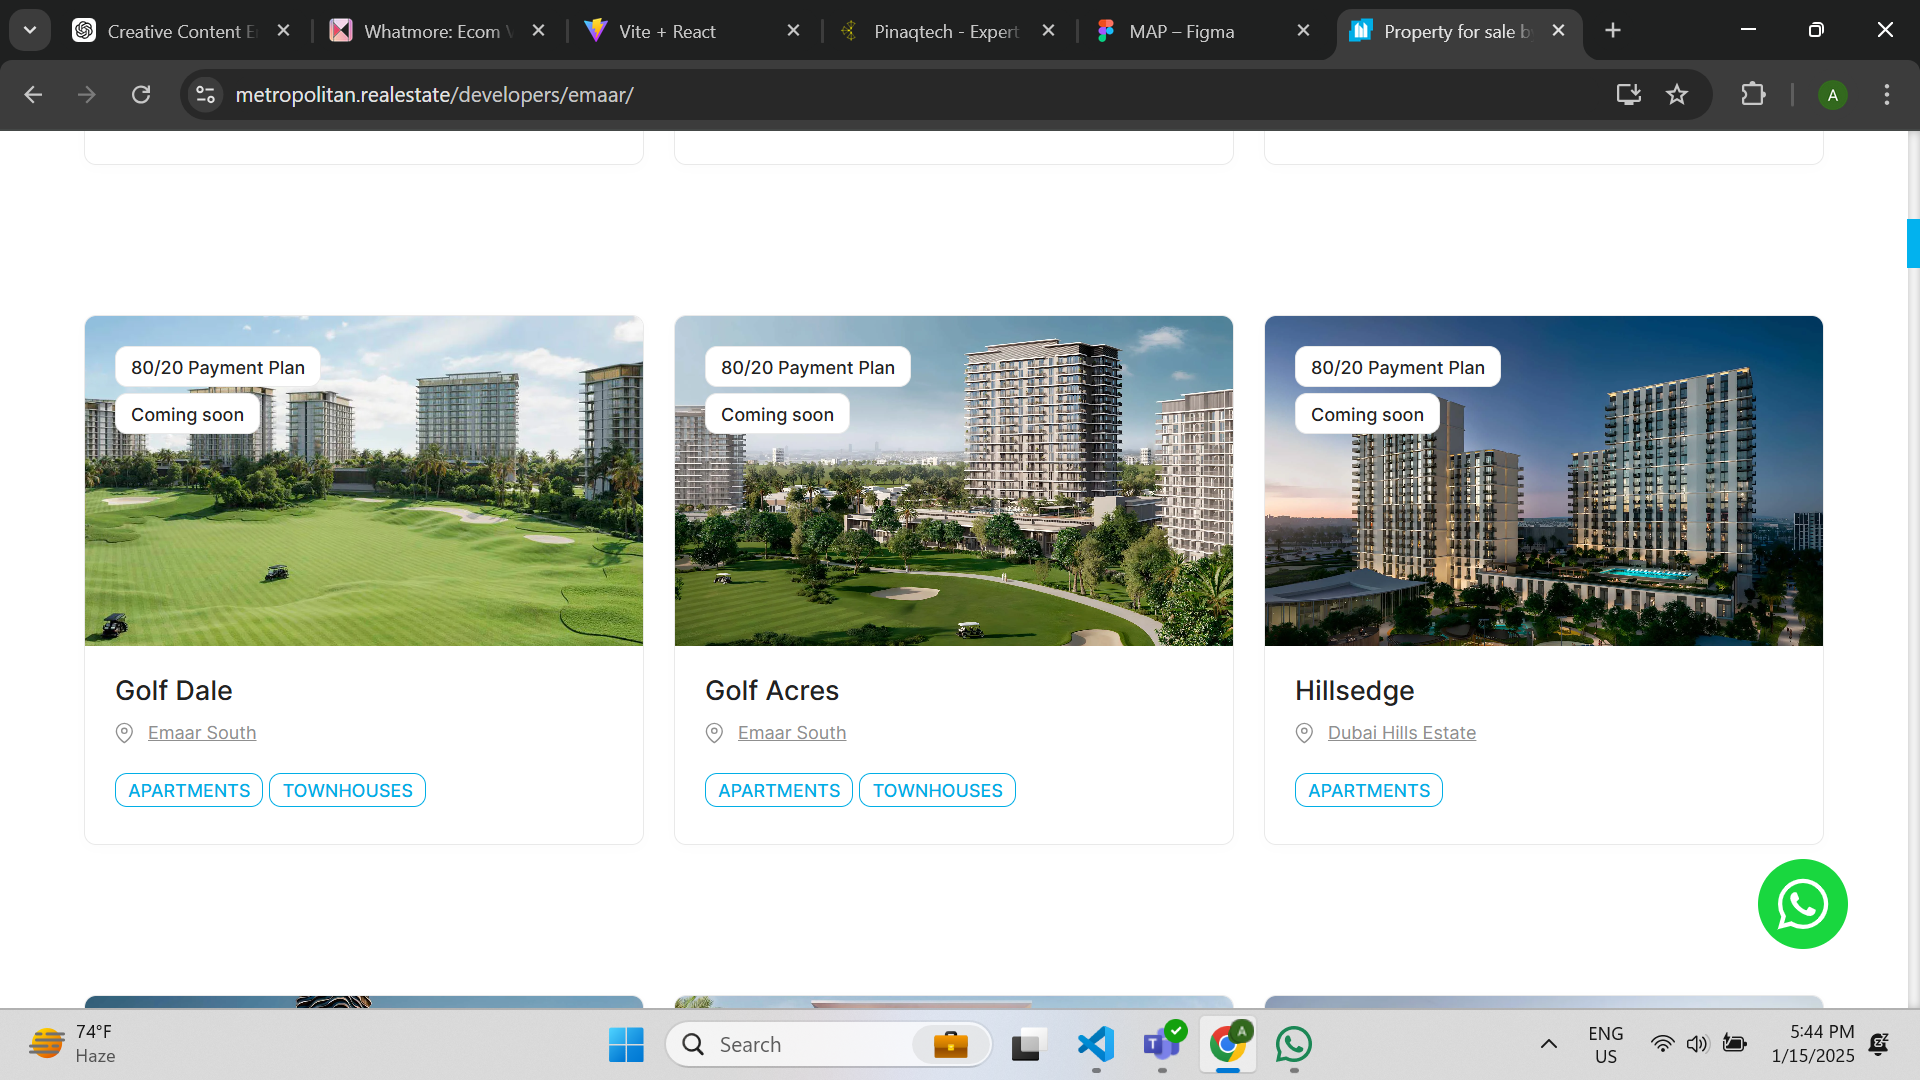 Creative Content E
Whatmore: Ecom V
Vite + React
Pinaqtech - Expert
MAP – Figma
Property for sale by
metropolitan.realestate/developers/emaar/
A
80/20 Payment Plan
Coming soon
80/20 Payment Plan
Coming soon
80/20 Payment Plan
Coming soon
Golf Dale
Emaar South
APARTMENTS TOWNHOUSES
Golf Acres
Emaar South
APARTMENTS TOWNHOUSES
Hillsedge
Dubai Hills Estate
APARTMENTS
74°F
Haze
Search
A
ENG
US
5:44 PM
1/15/2025